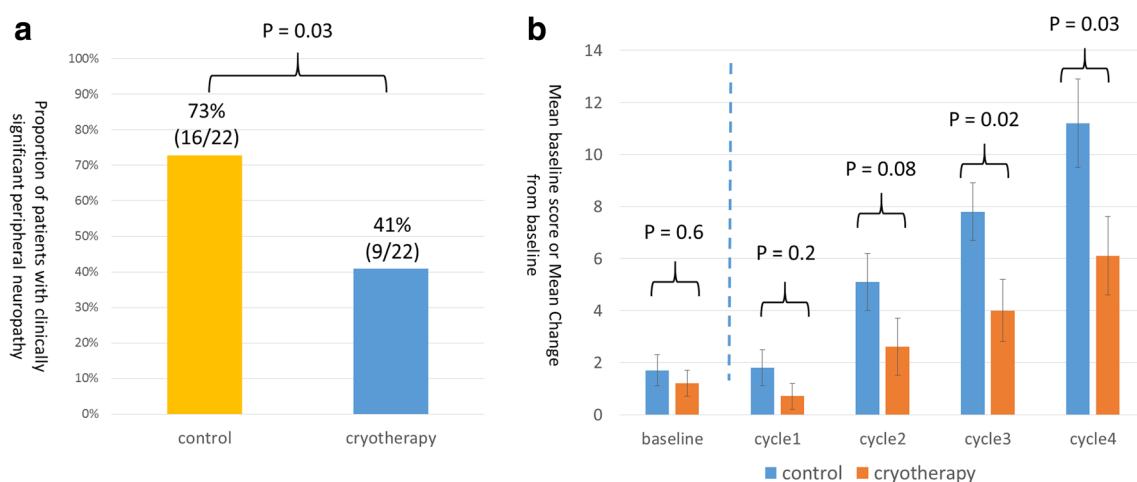 a
P = 0.03
Proportion of patients with clinically
significant peripheral neuropathy
100%
90%
80%
70%
60%
50%
40%
30%
20%
10%
0%
73%
(16/22)
41%
(9/22)
control
cryotherapy
b
Mean baseline score or Mean Change
from baseline
14
12
10
8
6
4
2
0
P = 0.6
P = 0.2
P = 0.08
P = 0.02
P = 0.03
baseline
cycle1
cycle2
cycle3
cycle4
control
cryotherapy